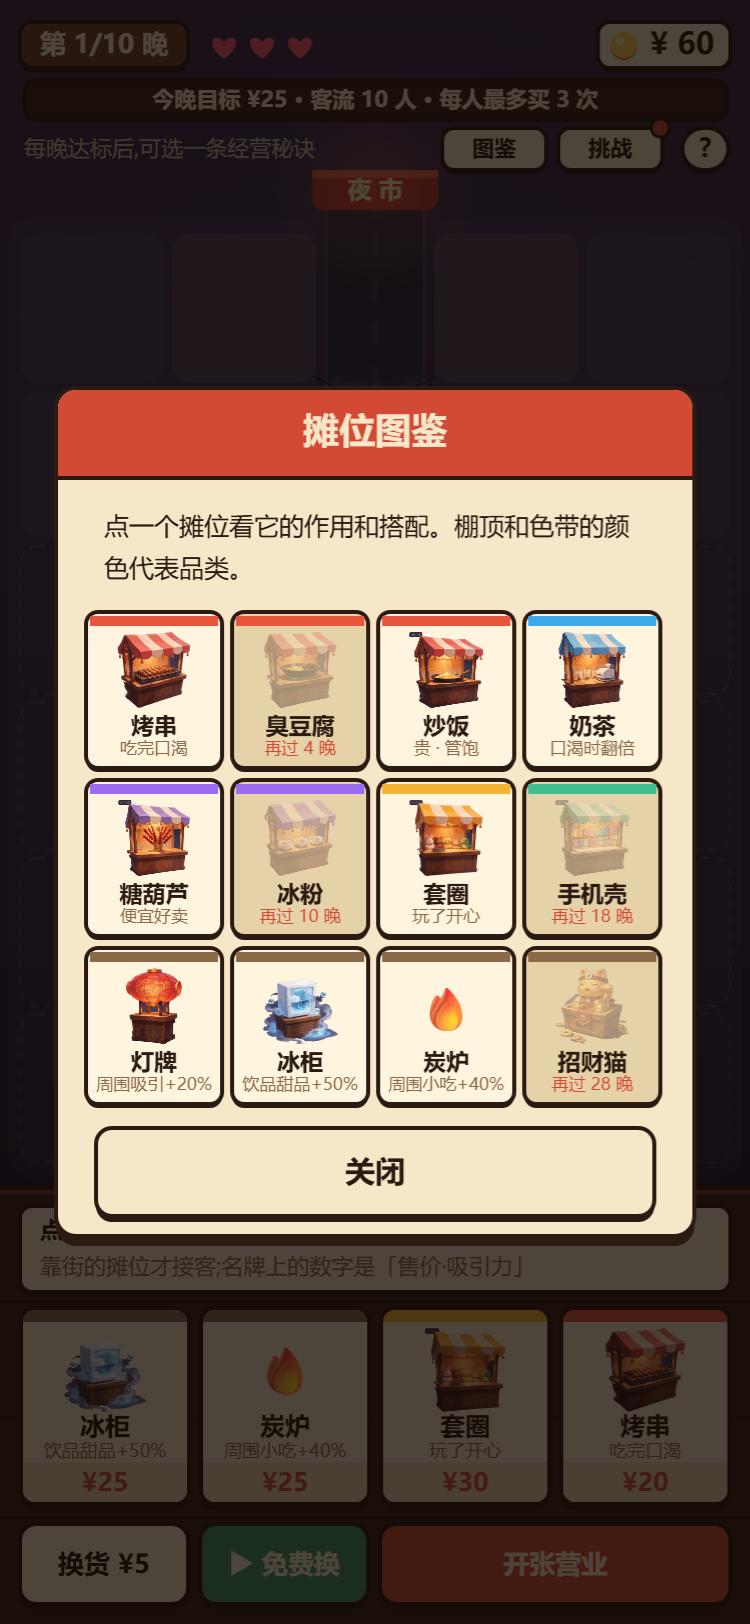 第 1/10 晚
¥ 60
今晚目标 ¥25 · 客流 10 人 · 每人最多买 3 次
每晚达标后,可选一条经营秘诀
图鉴
挑战
?
夜 市
摊位图鉴
点一个摊位看它的作用和搭配。棚顶和色带的颜
色代表品类。
烤串
吃完口渴
臭豆腐
再过 4 晚
炒饭
贵 · 管饱
奶茶
口渴时翻倍
糖葫芦
便宜好卖
冰粉
再过 10 晚
套圈
玩了开心
手机壳
再过 18 晚
灯牌
周围吸引+20%
冰柜
饮品甜品+50%
炭炉
周围小吃+40%
招财猫
再过 28 晚
关闭
点
靠街的摊位才接客;名牌上的数字是「售价·吸引力」
冰柜
饮品甜品+50%
¥25
炭炉
周围小吃+40%
¥25
套圈
玩了开心
¥30
烤串
吃完口渴
¥20
换货 ¥5
▶ 免费换
开张营业